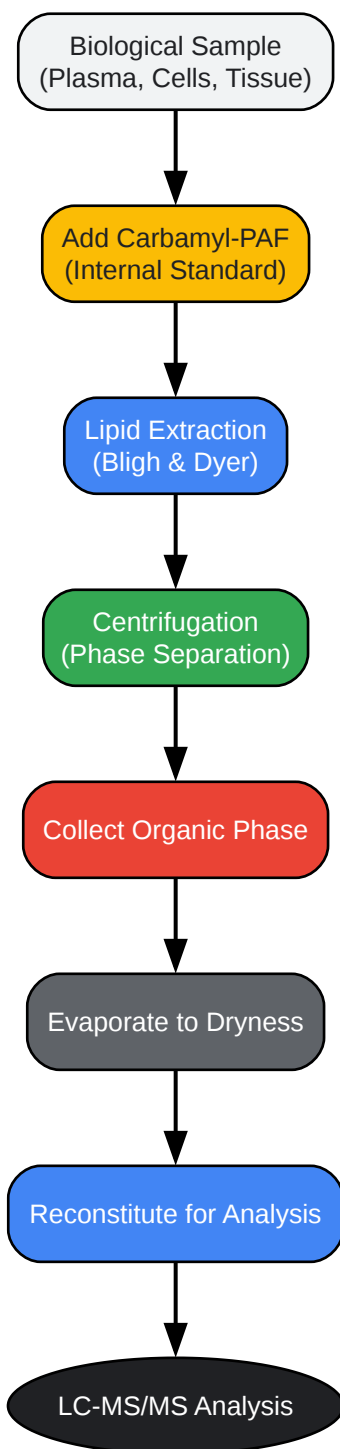 Biological Sample
(Plasma, Cells, Tissue)
Add Carbamyl-PAF
(Internal Standard)
Lipid Extraction
(Bligh & Dyer)
Centrifugation
(Phase Separation)
Collect Organic Phase
Evaporate to Dryness
Reconstitute for Analysis
LC-MS/MS Analysis